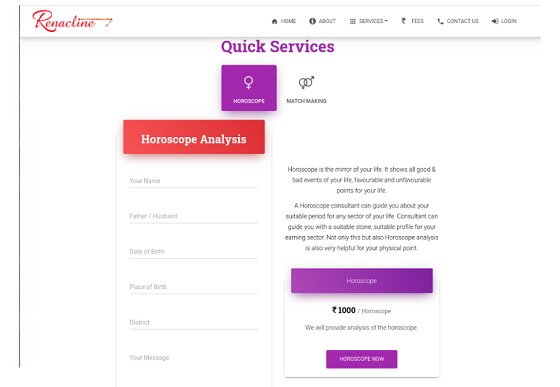 Renacline
HOME ABOUT SERVICES FEES CONTACT US LOGIN
Quick Services
HOROSCOPE MATCH MAKING
Horoscope Analysis
Your Name
Father / Husband
Date of Birth
Place of Birth
District
Your Message
Horoscope is the mirror of your life. It shows all good &
bad events of your life, favourable and unfavourable
points for your life.
A Horoscope consultant can guide you about your
suitable period for any sector of your life. Consultant can
guide you with a suitable stone, suitable profile for your
earning sector. Not only this but also Horoscope analysis
is also very helpful for your physical point.
Horoscope
₹ 1000 / Horoscope
We will provide analysis of the horoscope.
HOROSCOPE NOW